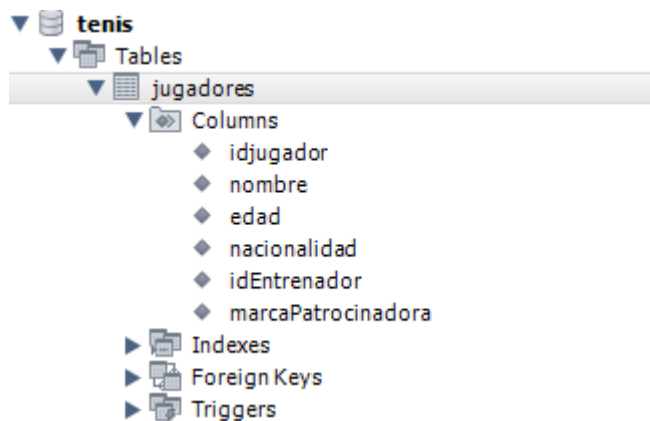 tenis
Tables
jugadores
Columns
idjugador
nombre
edad
nacionalidad
idEntrenador
marcaPatrocinadora
Indexes
Foreign Keys
Triggers